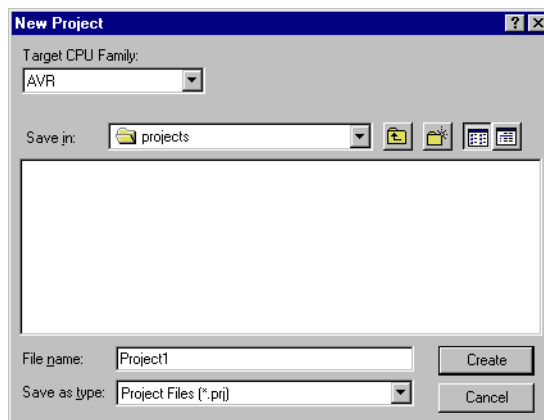 New Project
Target CPU Family:
AVR
Save in: projects
File name: Project1 Create
Save as type: Project Files (*.prj) Cancel